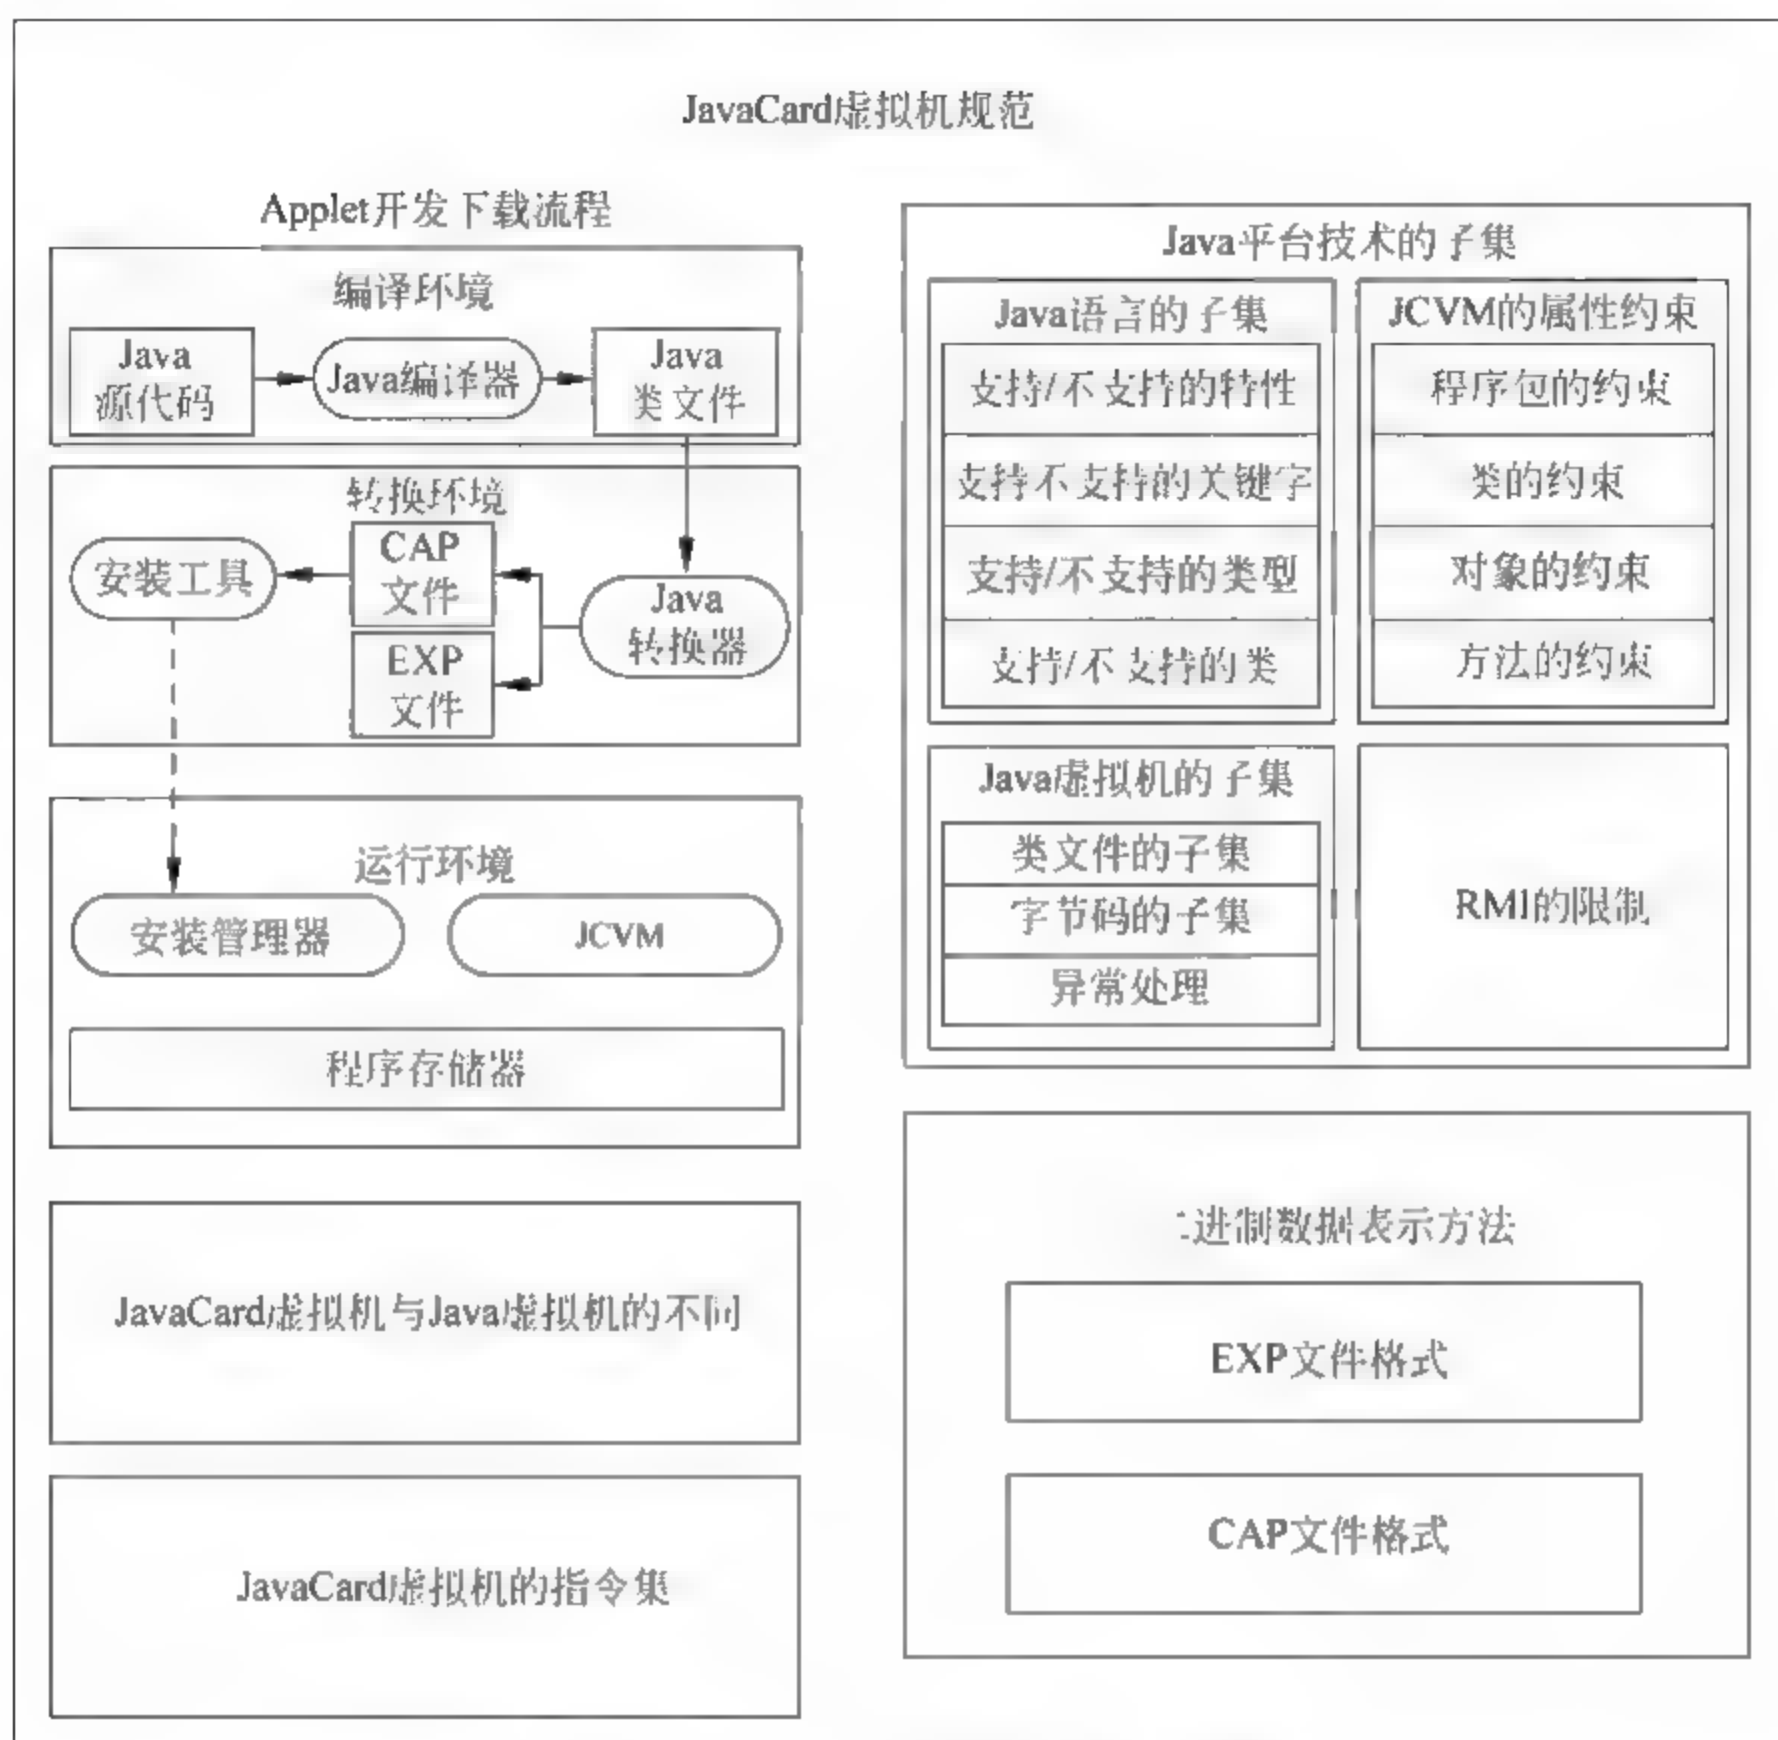 JavaCard虚拟机规范
Applet开发下载流程
编译环境
Java
源代码
Java编译器
Java
类文件
转换环境
安装工具
CAP
文件
EXP
文件
Java
转换器
运行环境
安装管理器
JCVM
程序存储器
JavaCard虚拟机与Java虚拟机的不同
JavaCard虚拟机的指令集
Java平台技术的子集
Java语言的子集
支持/不支持的特性
支持不支持的关键字
支持/不支持的类型
支持/不支持的类
JCVM的属性约束
程序包的约束
类的约束
对象的约束
方法的约束
Java虚拟机的子集
类文件的子集
字节码的子集
异常处理
RMI的限制
二进制数据表示方法
EXP文件格式
CAP文件格式